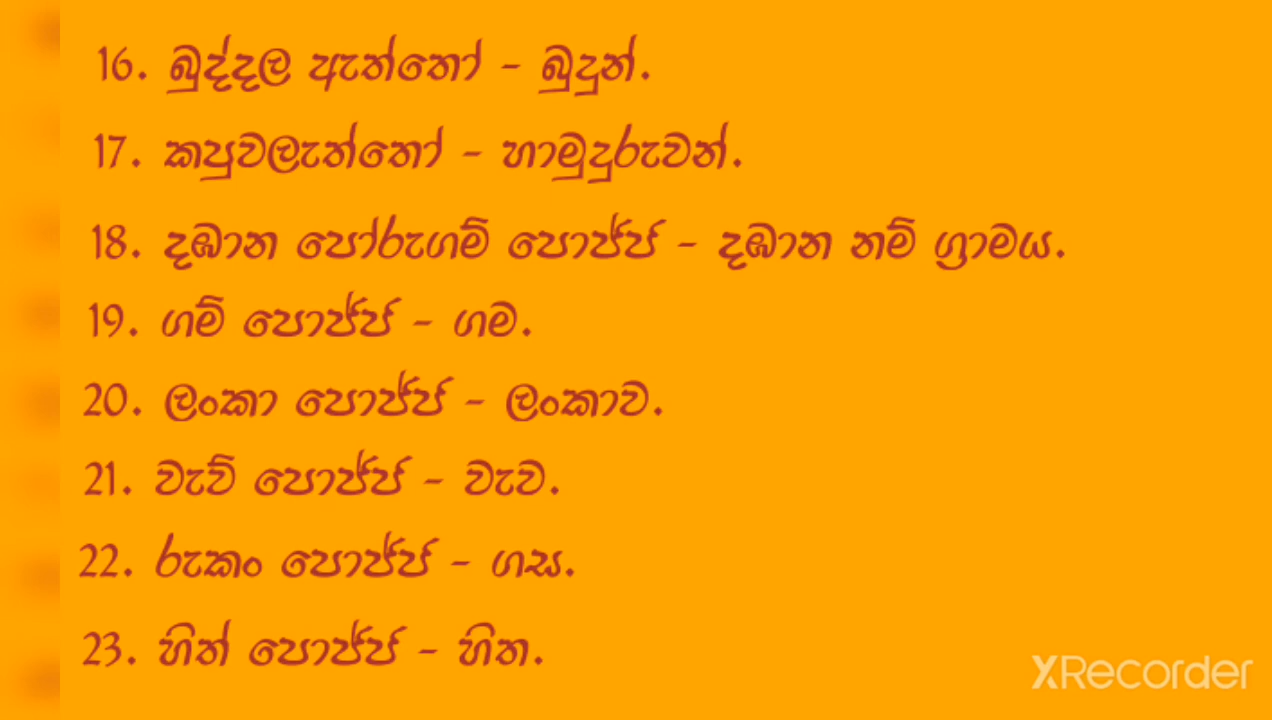 16. බුද්දල ඇත්තෝ - බුදුන්.
17. කපුවලැත්තෝ - හාමුදුරුවන්.
18. දඹාන පෝරුගම් පොජ්ජ - දඹාන නම් ග්‍රාමය.
19. ගම් පොජ්ජ - ගම.
20. ලංකා පොජ්ජ - ලංකාව.
21. වැව් පොජ්ජ - වැව.
22. රුකං පොජ්ජ - ගස.
23. හිත් පොජ්ජ - හිත.
XRecorder